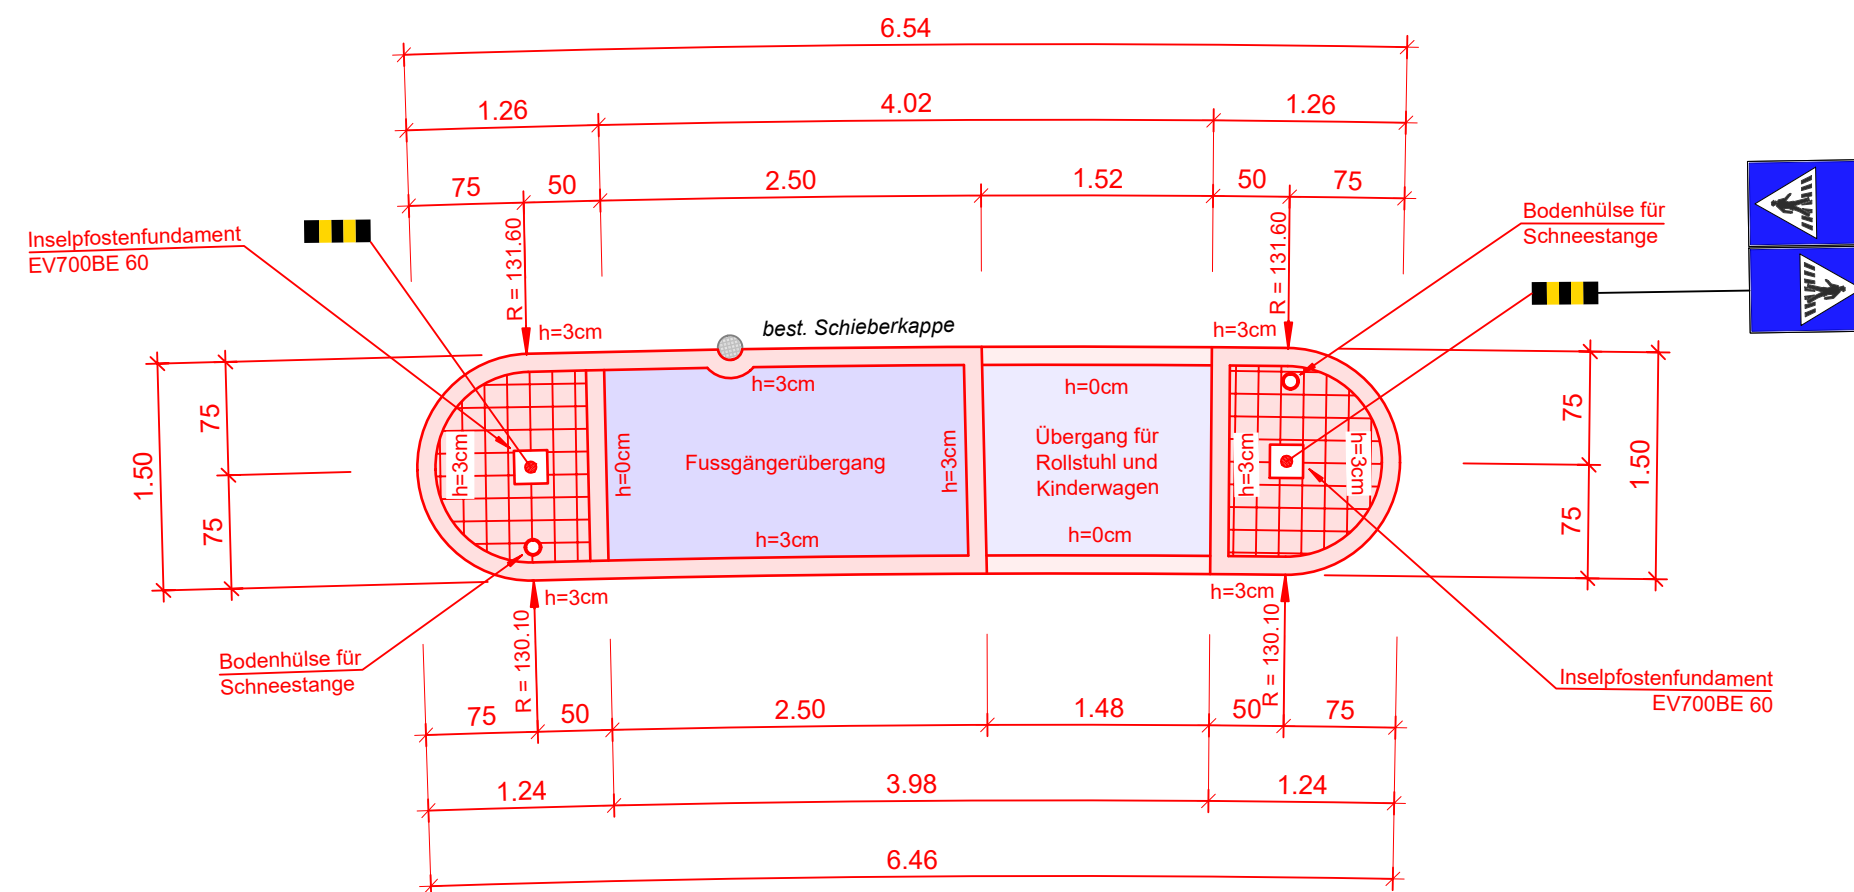 6.54
1.26
4.02
1.26
75
50
2.50
1.52
50
75
Inselpfostenfundament
EV700BE 60
R = 131.60
R = 131.60
Bodenhülse für
Schneestange
h=3cm
best. Schieberkappe
h=3cm
h=3cm
h=0cm
75
75
1.50
h=3cm
h=0cm
Fussgängerübergang
h=3cm
Übergang für
Rollstuhl und
Kinderwagen
h=3cm
h=3cm
75
75
1.50
h=3cm
h=0cm
h=3cm
h=3cm
R = 130.10
R = 130.10
Bodenhülse für
Schneestange
Inselpfostenfundament
EV700BE 60
75
50
2.50
1.48
50
75
1.24
3.98
1.24
6.46